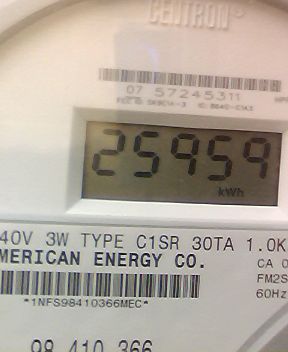 CENTRON®
07 57245311
25959
kWh
40V 3W TYPE C1SR 30TA 1.0K
MERICAN ENERGY CO.
CA 0
FM2S
60Hz
*1NFS98410366MEC*
98 410 366